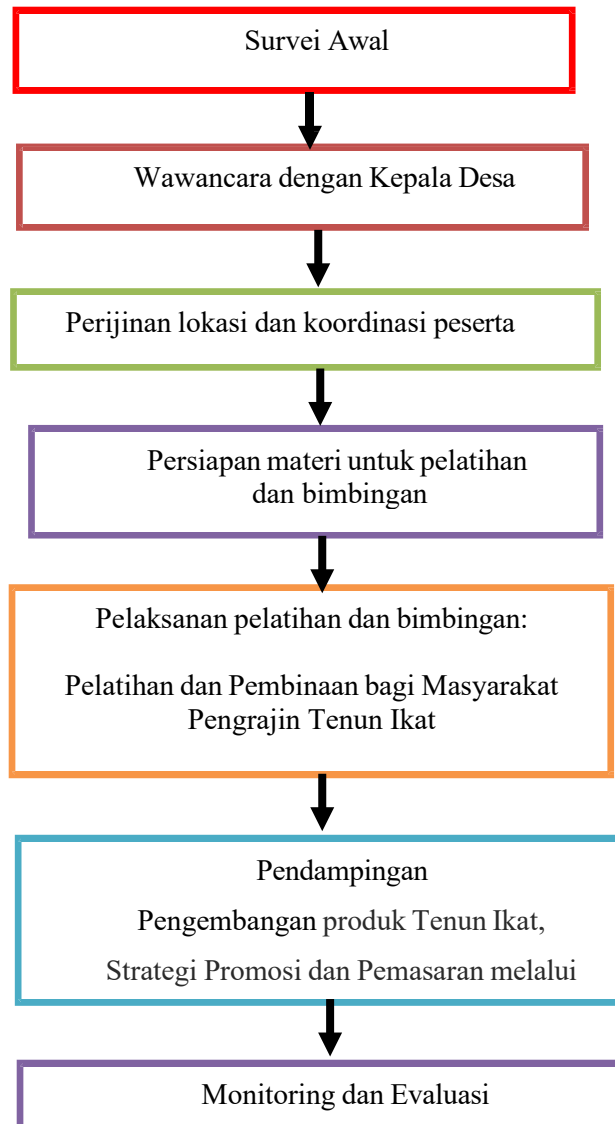 Survei Awal
Wawancara dengan Kepala Desa
Perijinan lokasi dan koordinasi peserta
Persiapan materi untuk pelatihan
dan bimbingan
Pelaksanan pelatihan dan bimbingan:
Pelatihan dan Pembinaan bagi Masyarakat
Pengrajin Tenun Ikat
Pendampingan
Pengembangan produk Tenun Ikat,
Strategi Promosi dan Pemasaran melalui
Monitoring dan Evaluasi